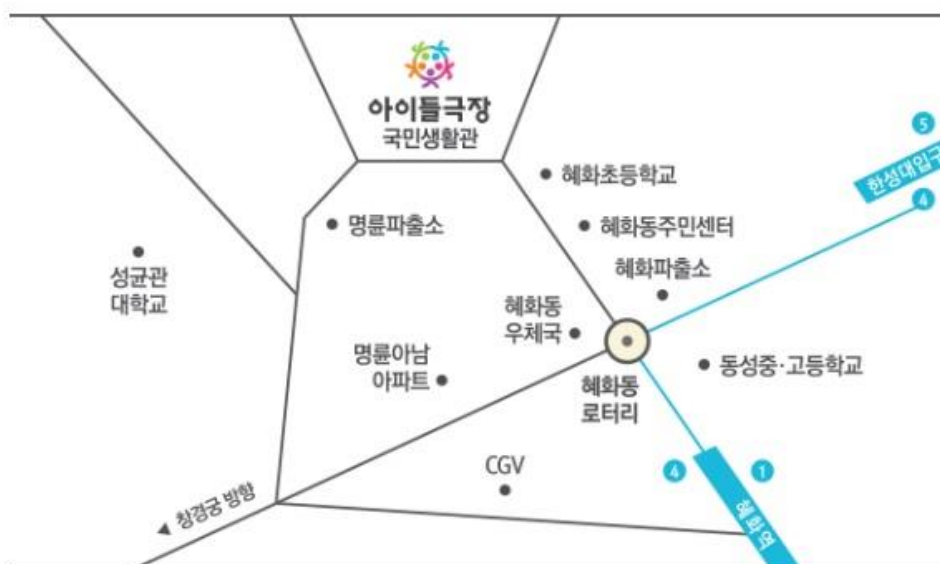 아이들극장
국민생활관
5
한성대입구
4
혜화초등학교
명륜파출소
혜화동주민센터
성균관
대학교
혜화파출소
혜화동
우체국
명륜아남
아파트
동성중·고등학교
혜화동
로터리
CGV
4
1
창경궁 방향
혜화역